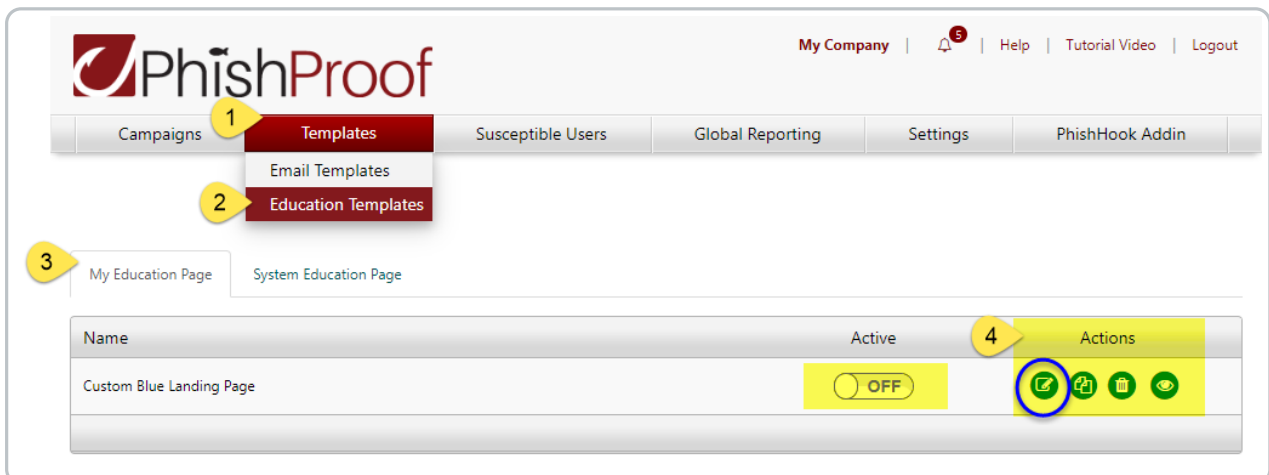 PhishProof
My Company | 5 | Help | Tutorial Video | Logout
1
Campaigns Templates Susceptible Users Global Reporting Settings PhishHook Addin
Email Templates
2 Education Templates
3 My Education Page System Education Page
Name Active 4 Actions
Custom Blue Landing Page OFF